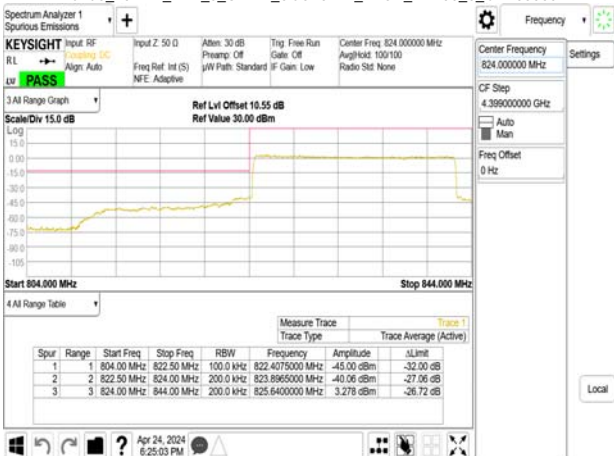 Spectrum Analyzer 1
Spurious Emissions
Frequency
KEYSIGHT
Input: RF
Coupling: DC
Align: Auto
Input Z: 50 Ω
Freq Ref: Int (S)
NFE: Adaptive
Atten: 30 dB
Preamp: Off
µW Path: Standard
Trig: Free Run
Gate: Off
IF Gain: Low
Center Freq: 824.000000 MHz
Avg|Hold: 100/100
Radio Std: None
RL
PASS
Center Frequency
824.000000 MHz
Settings
CF Step
4.399000000 GHz
Auto
Man
Freq Offset
0 Hz
3 All Range Graph
Scale/Div 15.0 dB
Ref Lvl Offset 10.55 dB
Ref Value 30.00 dBm
Log
15.0
0.00
-15.0
-30.0
-45.0
-60.0
-75.0
-90.0
-105
Start 804.000 MHz
Stop 844.000 MHz
4 All Range Table
Measure Trace Trace 1
Trace Type Trace Average (Active)
Spur Range Start Freq Stop Freq RBW Frequency Amplitude ΔLimit
1 1 804.00 MHz 822.50 MHz 100.0 kHz 822.4075000 MHz -45.00 dBm -32.00 dB
2 2 822.50 MHz 824.00 MHz 200.0 kHz 823.8965000 MHz -40.06 dBm -27.06 dB
3 3 824.00 MHz 844.00 MHz 200.0 kHz 825.6400000 MHz 3.278 dBm -26.72 dB
Local
Apr 24, 2024
6:25:03 PM